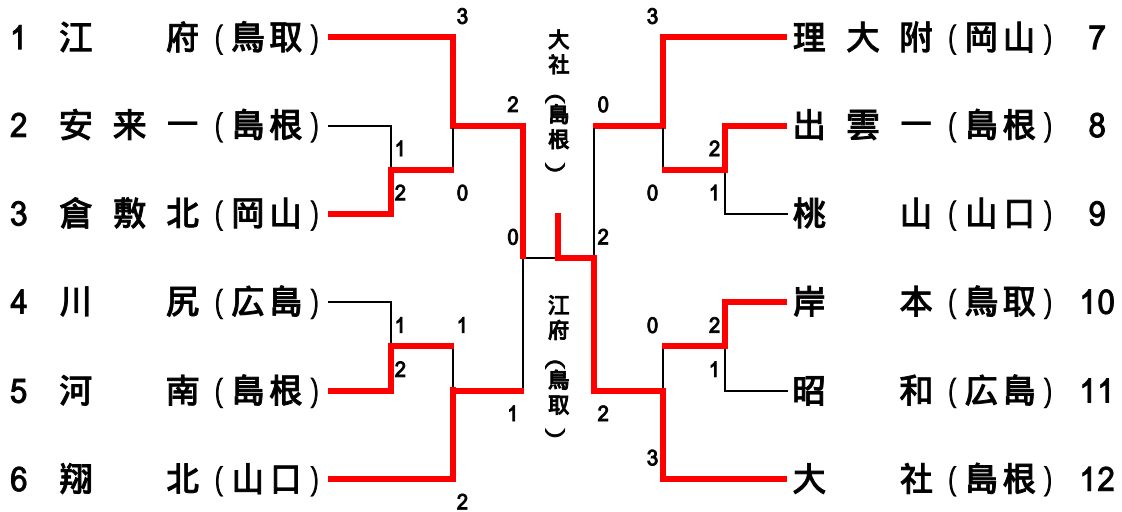 1 江府(鳥取)
2 安来一(島根)
3 倉敷北(岡山)
4 川尻(広島)
5 河南(島根)
6 翔北(山口)
3
2
1
2
0
0
1
2
1
1
2
大社(島根)
江府(鳥取)
3
0
2
1
0
2
0
2
1
2
3
理大附(岡山) 7
出雲一(島根) 8
桃山(山口) 9
岸本(鳥取) 10
昭和(広島) 11
大社(島根) 12